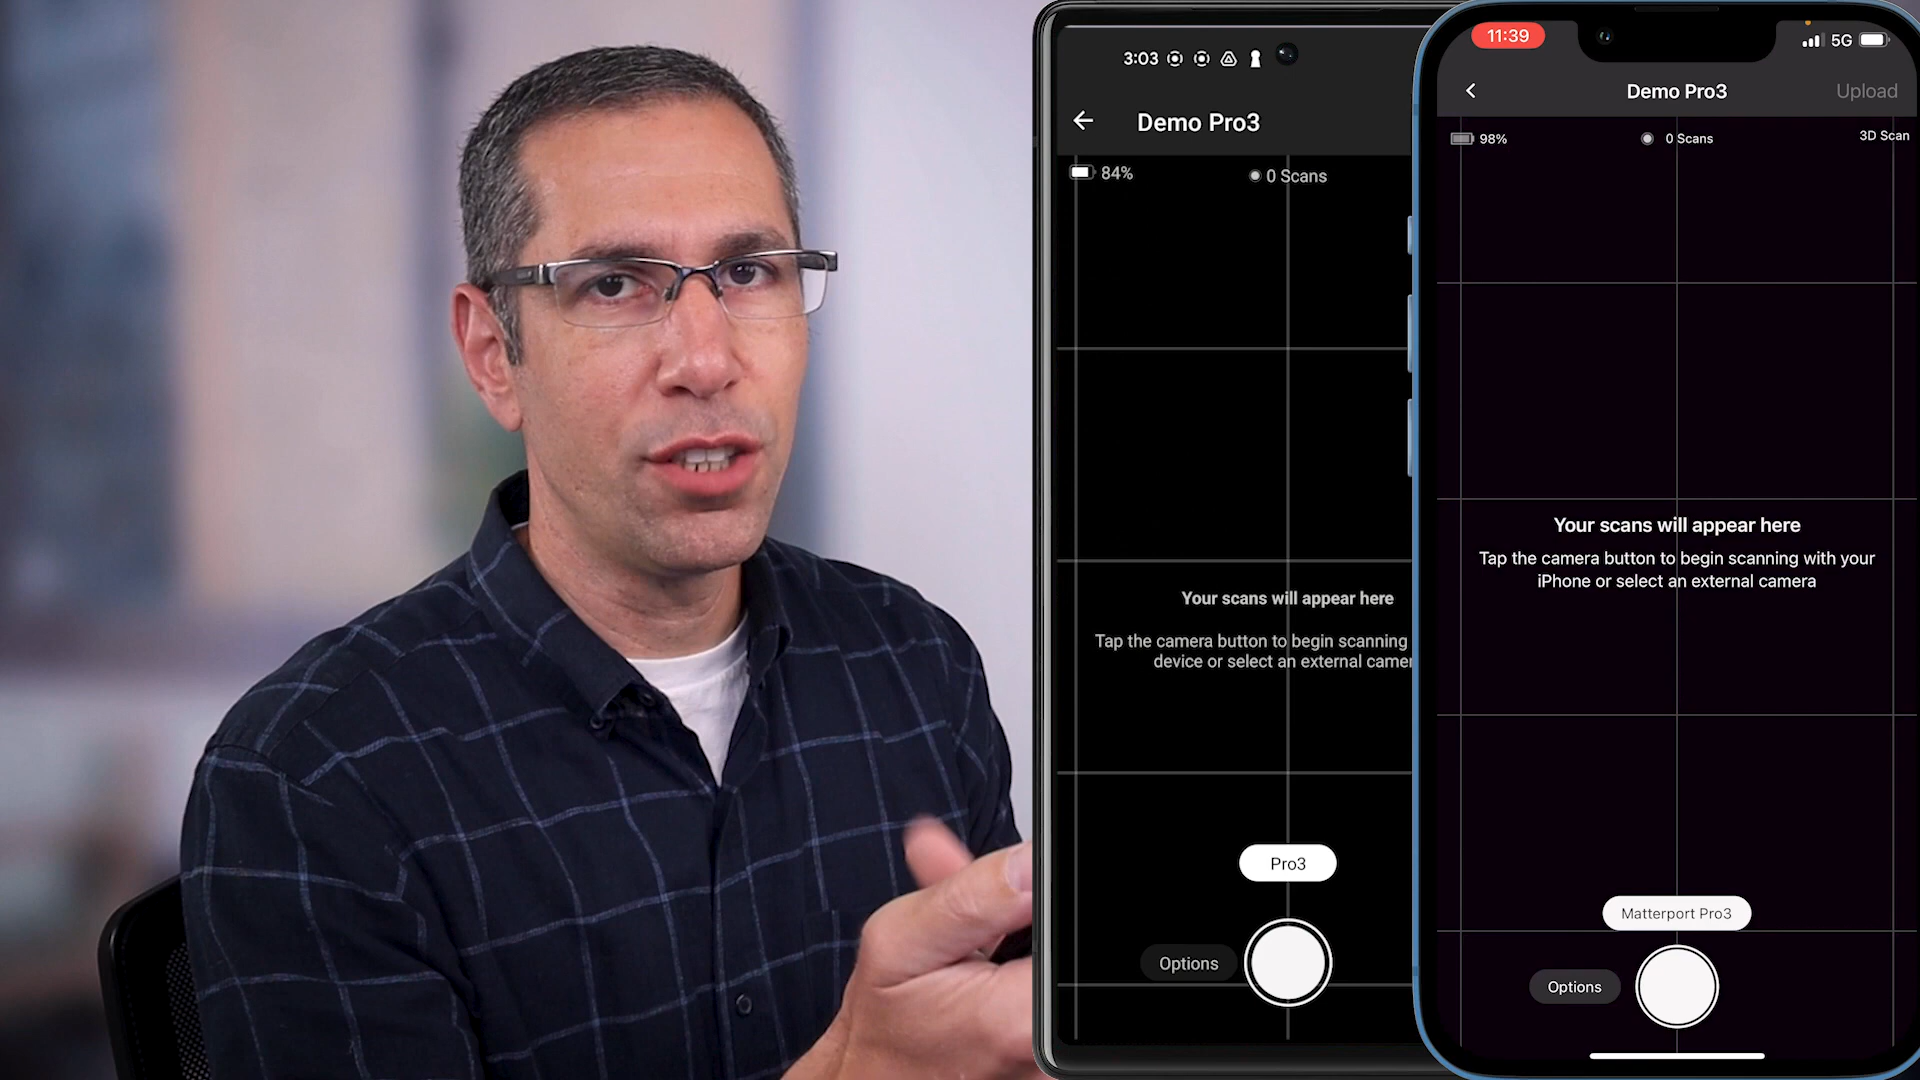 3:03
Demo Pro3
84%
0 Scans
Your scans will appear here
Tap the camera button to begin scanning
device or select an external
Pro3
Options
11:39
5G
Demo Pro3
Upload
98%
0 Scans
3D Scan
Your scans will appear here
Tap the camera button to begin scanning with your
iPhone or select an external camera
Matterport Pro3
Options